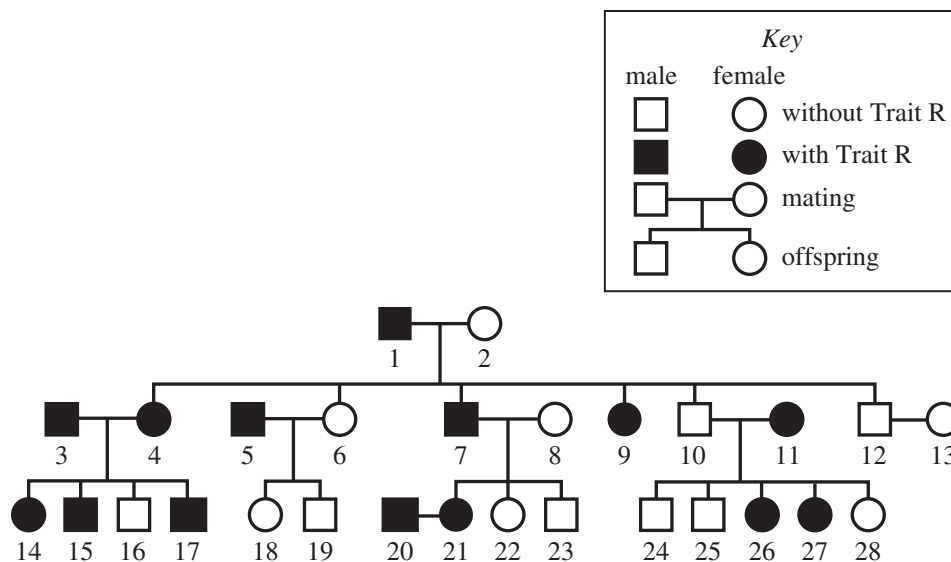 Key
male female
without Trait R
with Trait R
mating
offspring
1 2
3 4 5 6 7 8 9 10 11 12 13
14 15 16 17 18 19 20 21 22 23 24 25 26 27 28